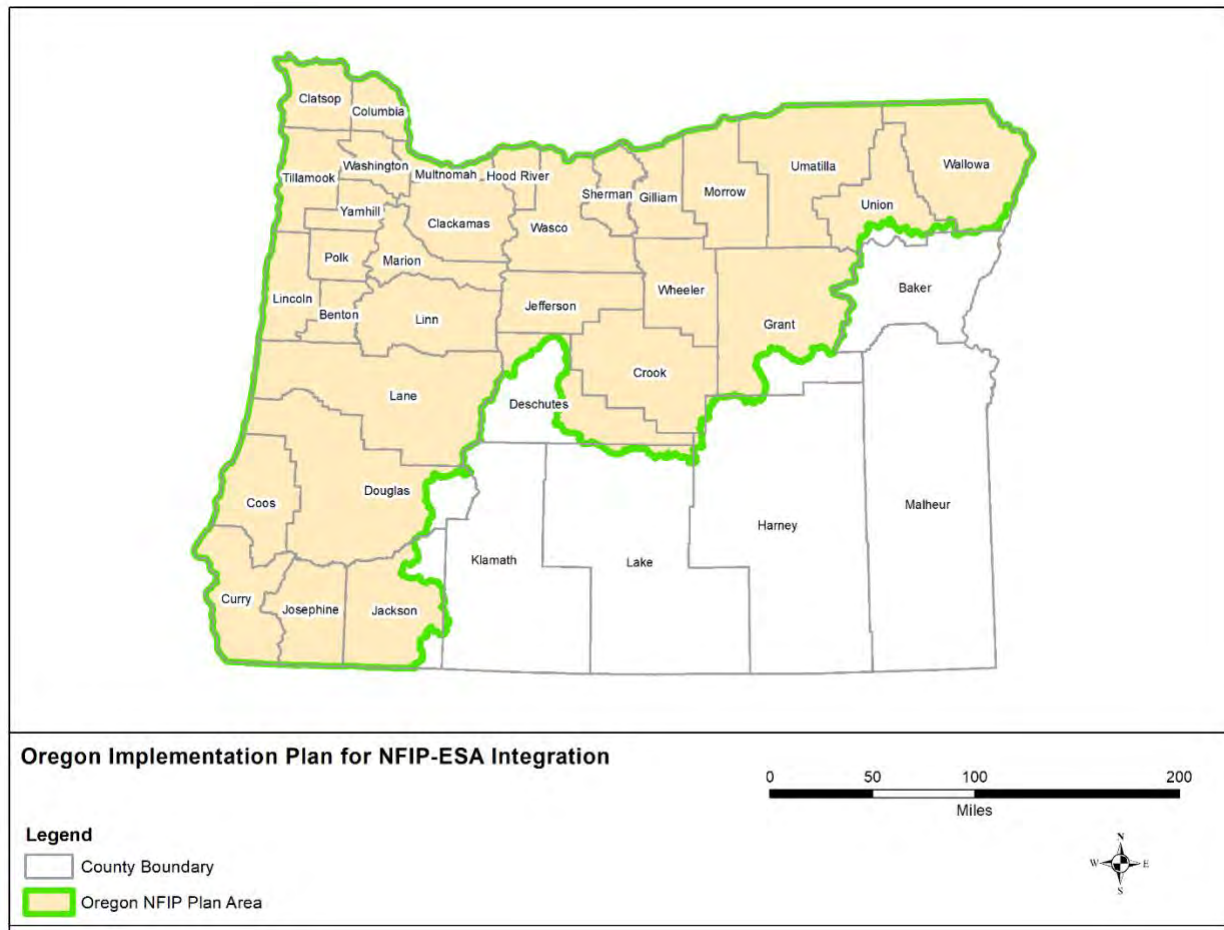 Clatsop
Columbia
Washington
Tillamook
Multnomah
Hood River
Sherman
Gilliam
Morrow
Umatilla
Wallowa
Union
Yamhill
Clackamas
Wasco
Polk
Marion
Lincoln
Benton
Linn
Jefferson
Wheeler
Grant
Baker
Lane
Crook
Deschutes
Coos
Douglas
Klamath
Lake
Harney
Malheur
Curry
Josephine
Jackson
Oregon Implementation Plan for NFIP-ESA Integration
0 50 100 200
Miles
Legend
County Boundary
Oregon NFIP Plan Area
N
W E
S